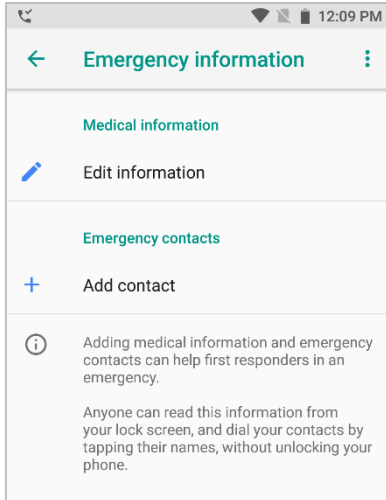 12:09 PM
Emergency information
Medical information
Edit information
Emergency contacts
Add contact
Adding medical information and emergency
contacts can help first responders in an
emergency.
Anyone can read this information from
your lock screen, and dial your contacts by
tapping their names, without unlocking your
phone.